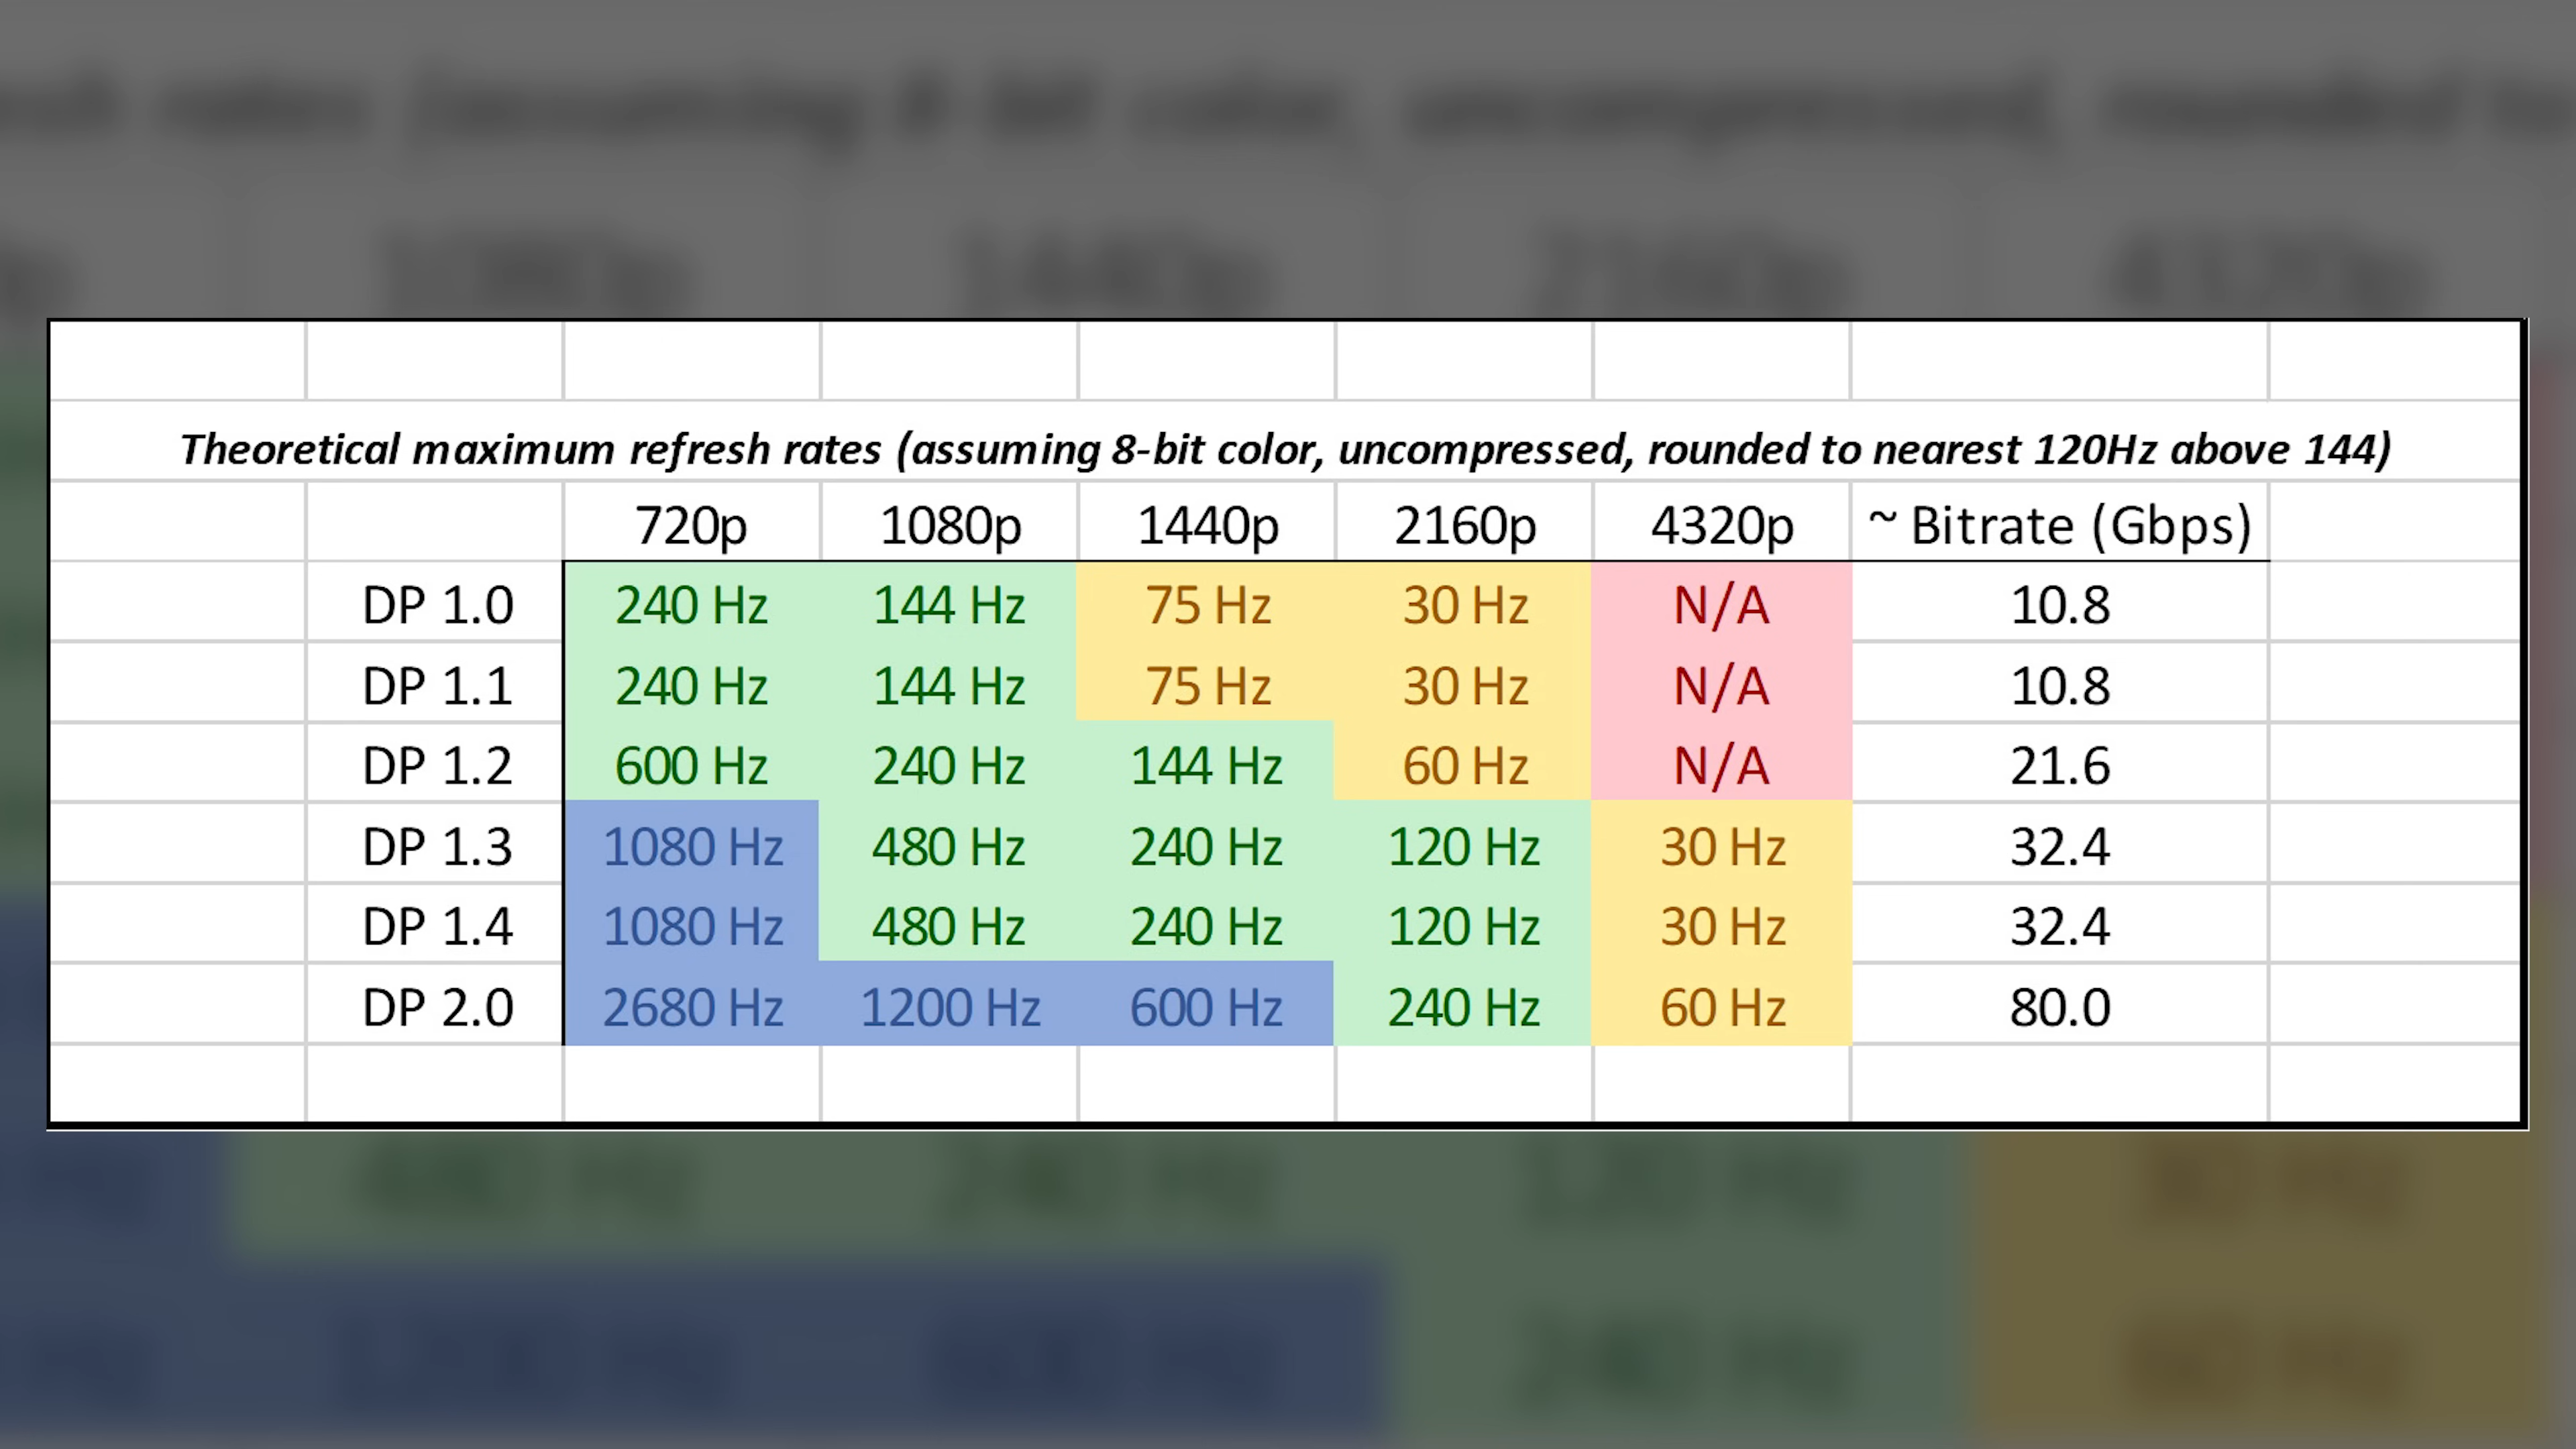 Theoretical maximum refresh rates (assuming 8-bit color, uncompressed, rounded to nearest 120Hz above 144)
720p 1080p 1440p 2160p 4320p ~ Bitrate (Gbps)
DP 1.0 240 Hz 144 Hz 75 Hz 30 Hz N/A 10.8
DP 1.1 240 Hz 144 Hz 75 Hz 30 Hz N/A 10.8
DP 1.2 600 Hz 240 Hz 144 Hz 60 Hz N/A 21.6
DP 1.3 1080 Hz 480 Hz 240 Hz 120 Hz 30 Hz 32.4
DP 1.4 1080 Hz 480 Hz 240 Hz 120 Hz 30 Hz 32.4
DP 2.0 2680 Hz 1200 Hz 600 Hz 240 Hz 60 Hz 80.0